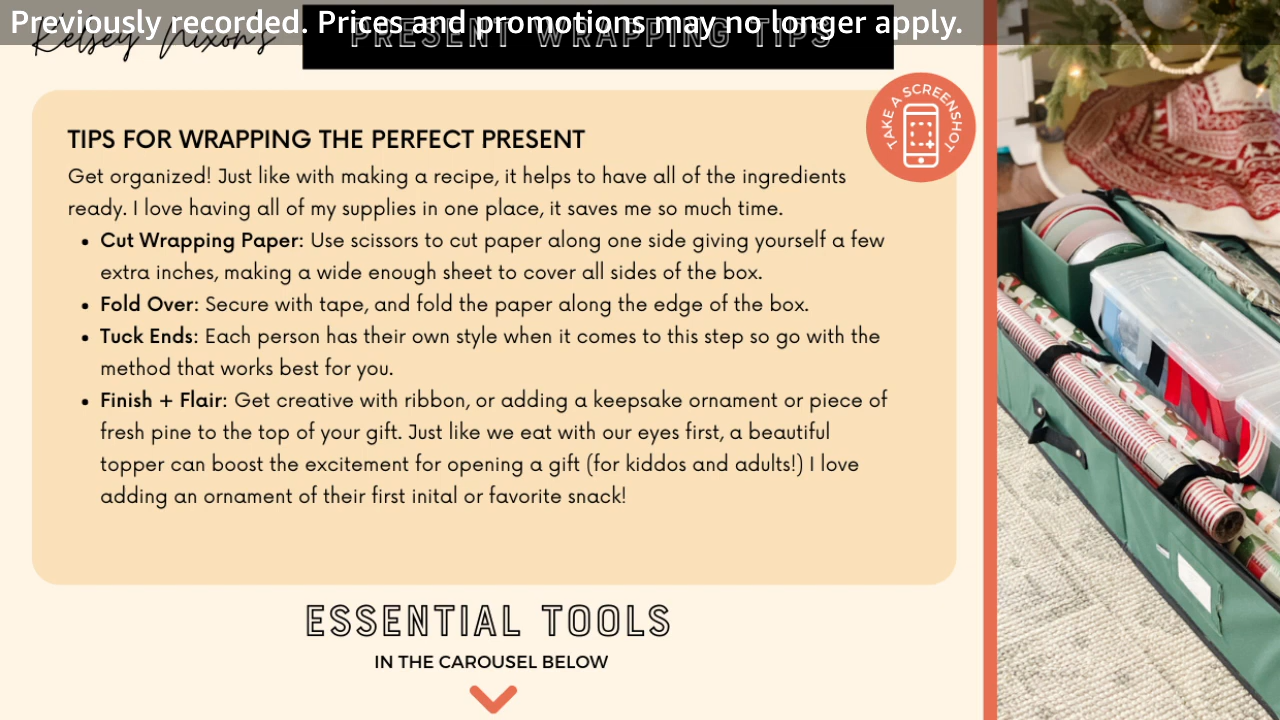 Previously recorded. Prices and promotions may no longer apply.
Kelsey Nixon's PRESENT WRAPPING TIPS
TAKE A SCREENSHOT
TIPS FOR WRAPPING THE PERFECT PRESENT
Get organized! Just like with making a recipe, it helps to have all of the ingredients
ready. I love having all of my supplies in one place, it saves me so much time.
• Cut Wrapping Paper: Use scissors to cut paper along one side giving yourself a few
extra inches, making a wide enough sheet to cover all sides of the box.
• Fold Over: Secure with tape, and fold the paper along the edge of the box.
• Tuck Ends: Each person has their own style when it comes to this step so go with the
method that works best for you.
• Finish + Flair: Get creative with ribbon, or adding a keepsake ornament or piece of
fresh pine to the top of your gift. Just like we eat with our eyes first, a beautiful
topper can boost the excitement for opening a gift (for kiddos and adults!) I love
adding an ornament of their first inital or favorite snack!
ESSENTIAL TOOLS
IN THE CAROUSEL BELOW